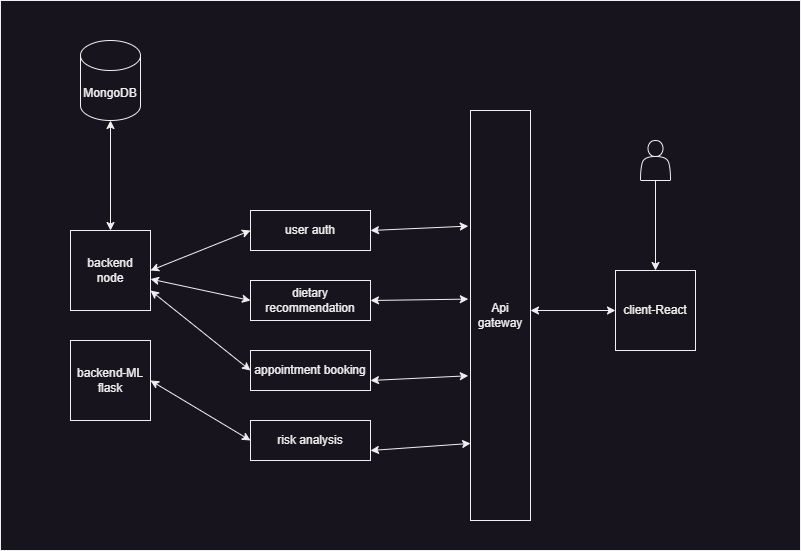 MongoDB
user auth
backend
node
dietary
recommendation
Api
gateway
client-React
backend-ML
flask
appointment booking
risk analysis